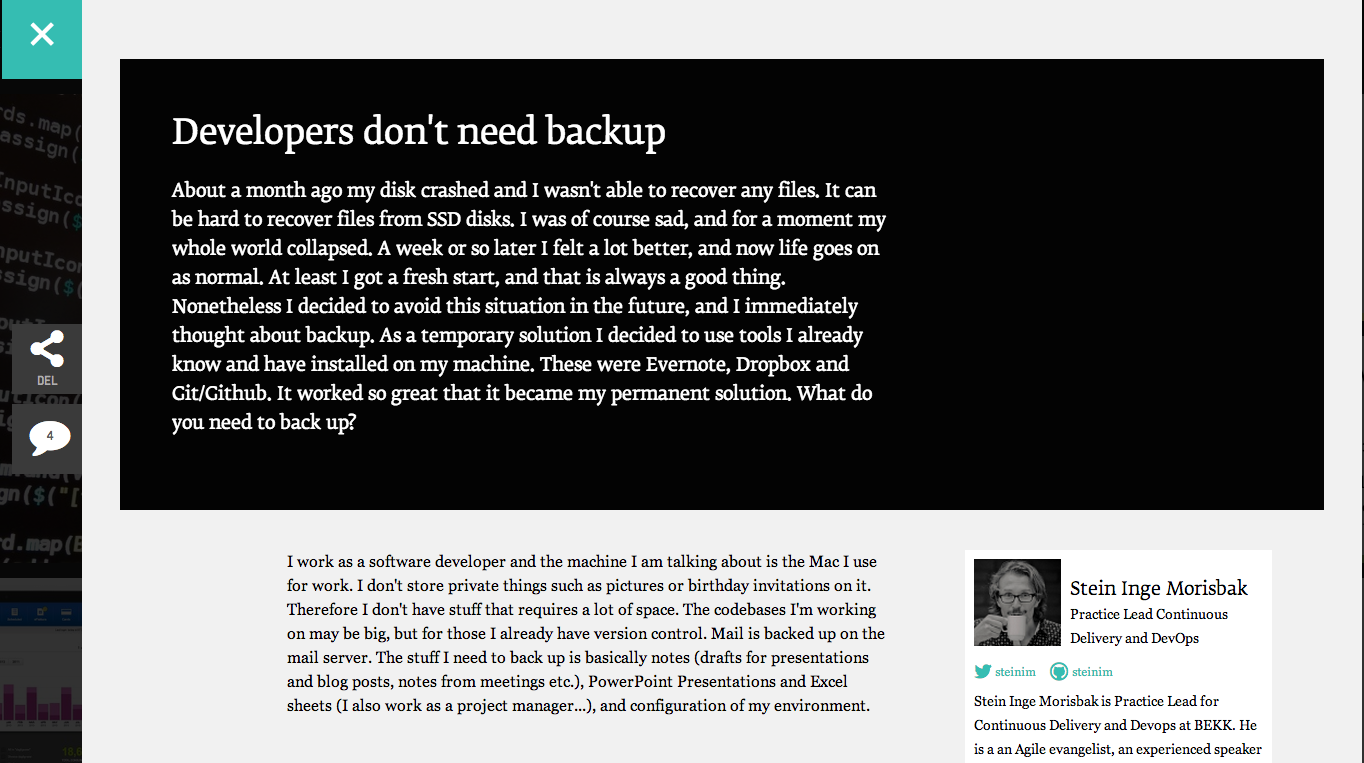 Developers don't need backup
About a month ago my disk crashed and I wasn't able to recover any files. It can
be hard to recover files from SSD disks. I was of course sad, and for a moment my
whole world collapsed. A week or so later I felt a lot better, and now life goes on
as normal. At least I got a fresh start, and that is always a good thing.
Nonetheless I decided to avoid this situation in the future, and I immediately
thought about backup. As a temporary solution I decided to use tools I already
know and have installed on my machine. These were Evernote, Dropbox and
Git/Github. It worked so great that it became my permanent solution. What do
you need to back up?
DEL
4
I work as a software developer and the machine I am talking about is the Mac I use
for work. I don't store private things such as pictures or birthday invitations on it.
Therefore I don't have stuff that requires a lot of space. The codebases I'm working
on may be big, but for those I already have version control. Mail is backed up on the
mail server. The stuff I need to back up is basically notes (drafts for presentations
and blog posts, notes from meetings etc.), PowerPoint Presentations and Excel
sheets (I also work as a project manager...), and configuration of my environment.
Stein Inge Morisbak
Practice Lead Continuous
Delivery and DevOps
steinim steinim
Stein Inge Morisbak is Practice Lead for
Continuous Delivery and Devops at BEKK. He
is a an Agile evangelist, an experienced speaker
rds.map(
assign(
InputIco
ssign($
nputIcon
sign($(
gn($("[
d.map(E
18.6